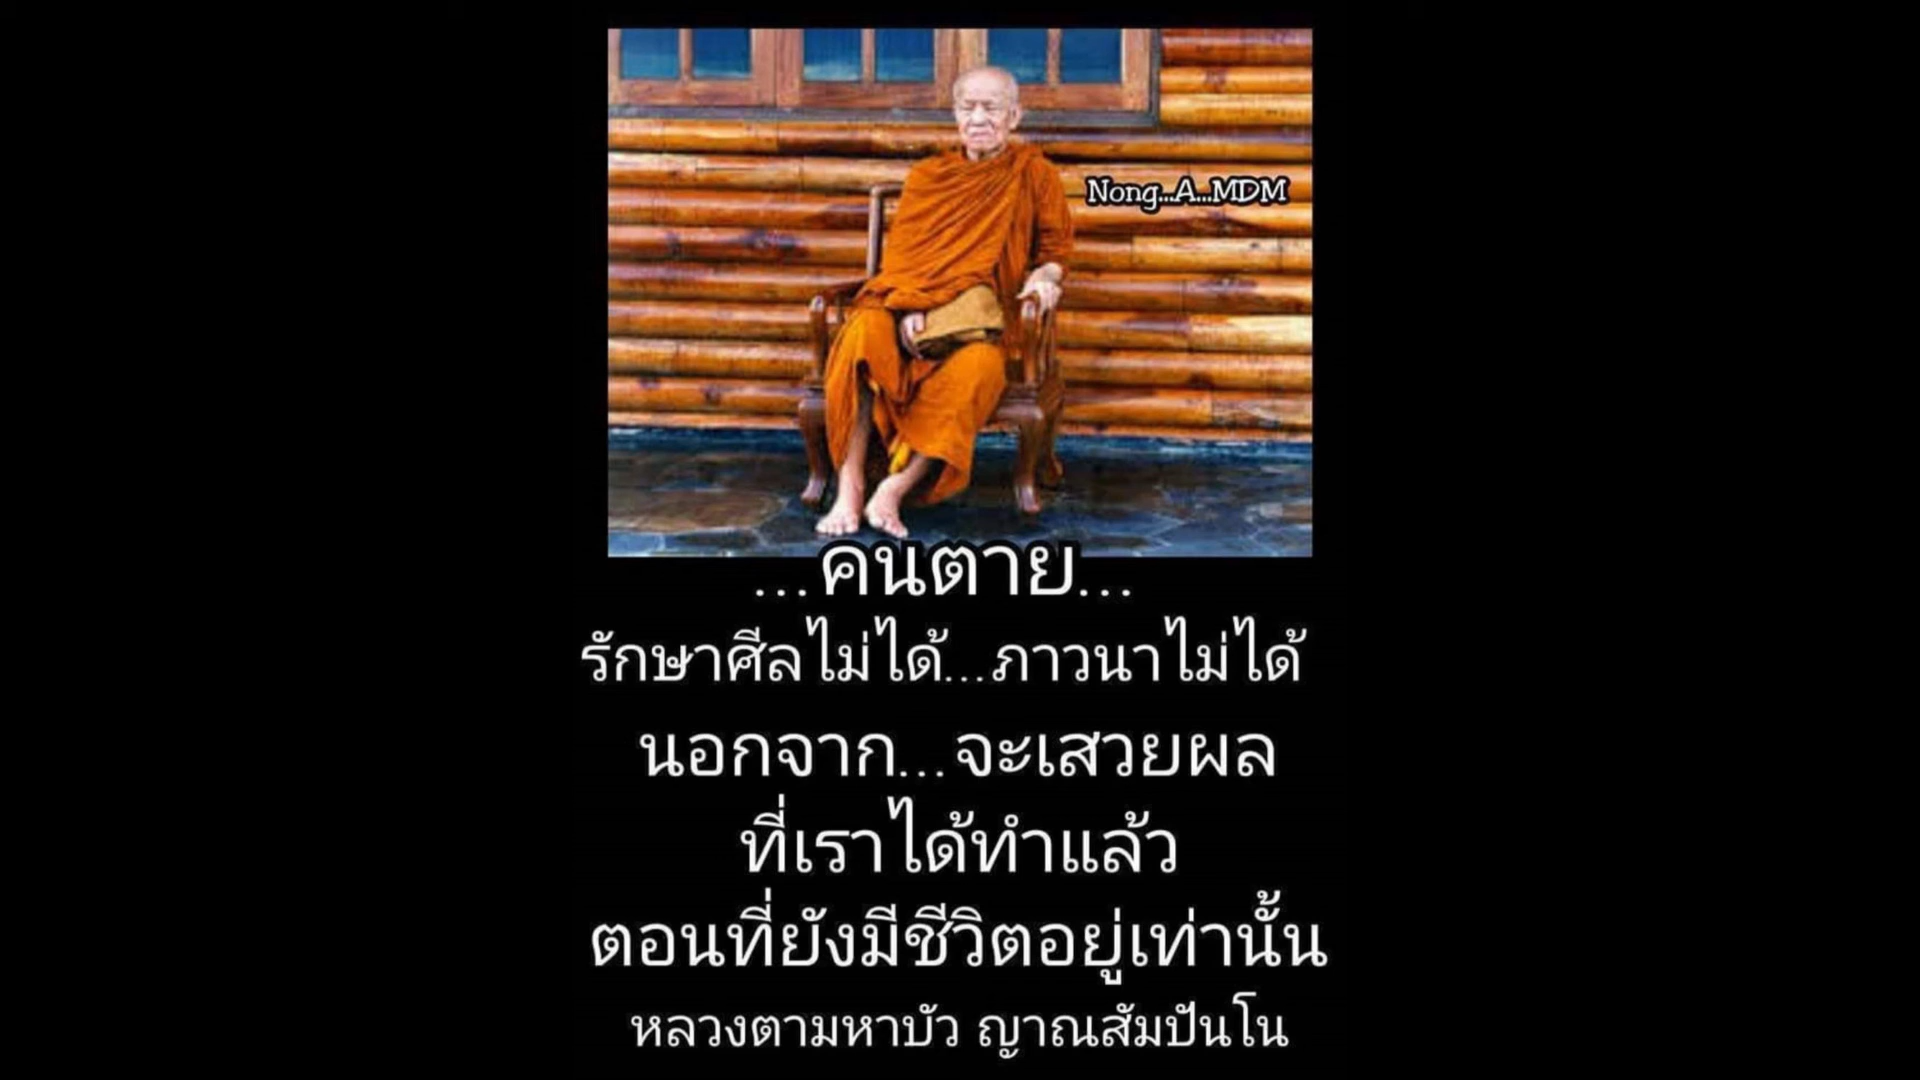 Nong...A...MDM
...คนตาย...
รักษาศีลไม่ได้...ภาวนาไม่ได้
นอกจาก...จะเสวยผล
ที่เราได้ทำแล้ว
ตอนที่ยังมีชีวิตอยู่เท่านั้น
หลวงตามหาบัว ญาณสัมปันโน